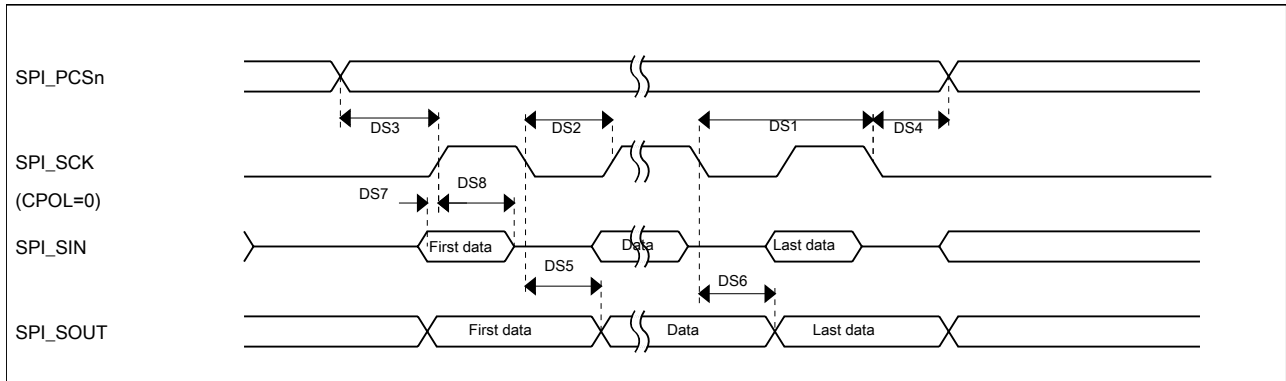 SPI_PCSn
DS3
DS2
DS1
DS4
SPI_SCK
(CPOL=0)
DS7
DS8
SPI_SIN
First data
Data
Last data
DS5
DS6
SPI_SOUT
First data
Data
Last data